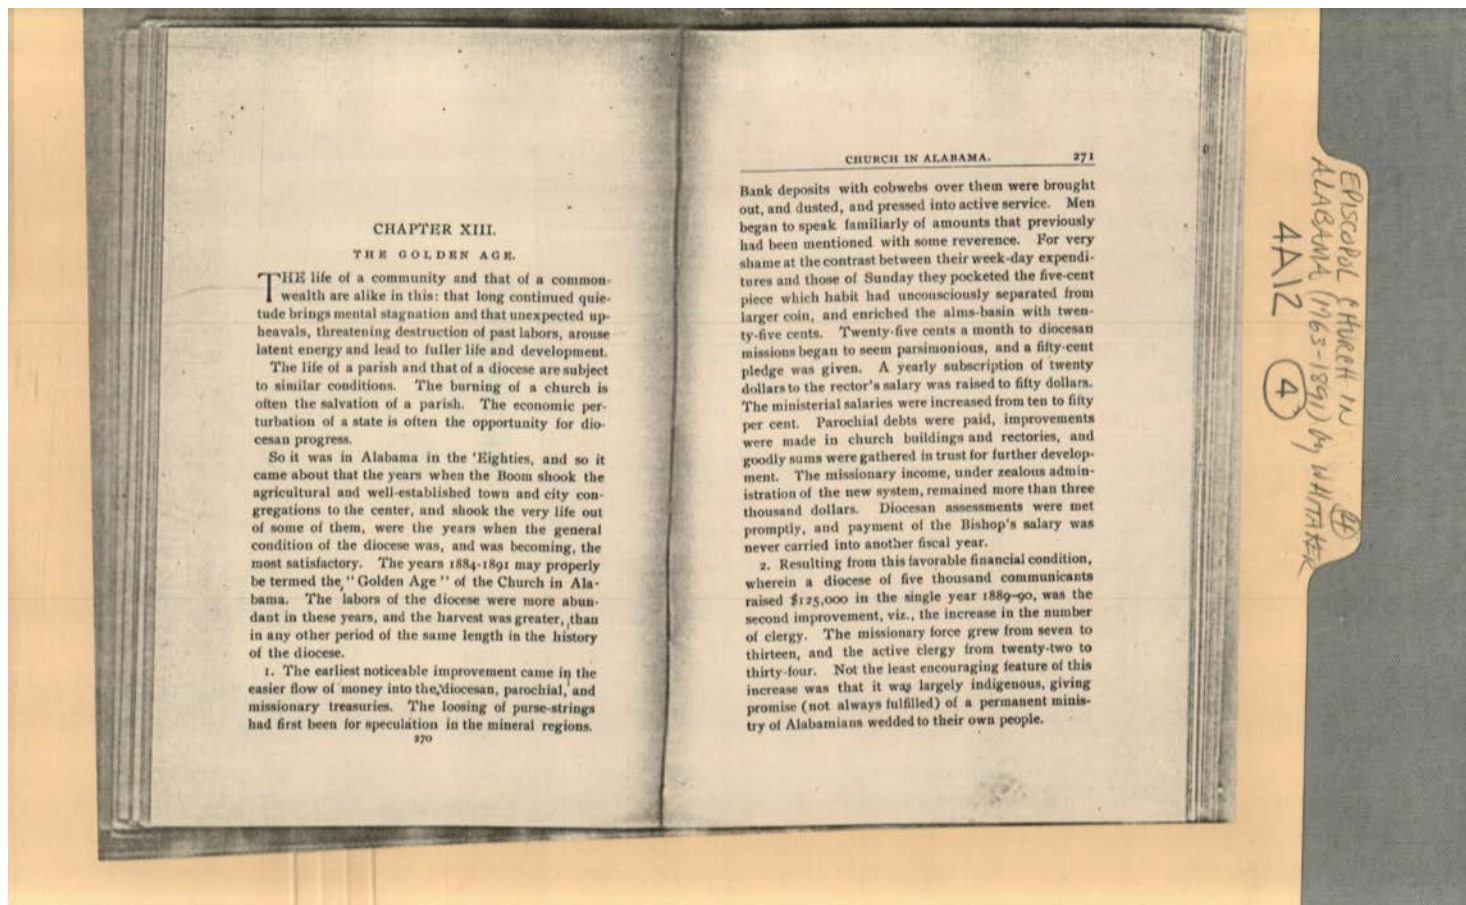 CHAPTER XIII.
THE GOLDEN AGE.
THE life of a community and that of a common-
wealth are alike in this: that long continued quie-
tude brings mental stagnation and that unexpected up-
heavals, threatening destruction of past labors, arouse
latent energy and lead to fuller life and development.
The life of a parish and that of a diocese are subject
to similar conditions. The burning of a church is
often the salvation of a parish. The economic per-
turbation of a state is often the opportunity for dio-
cesan progress.
So it was in Alabama in the 'Eighties, and so it
came about that the years when the Boom shook the
agricultural and well-established town and city con-
gregations to the center, and shook the very life out
of some of them, were the years when the general
condition of the diocese was, and was becoming, the
most satisfactory. The years 1884-1891 may properly
be termed the "Golden Age" of the Church in Ala-
bama. The labors of the diocese were more abun-
dant in these years, and the harvest was greater, than
in any other period of the same length in the history
of the diocese.
1. The earliest noticeable improvement came in the
easier flow of money into the diocesan, parochial, and
missionary treasuries. The loosing of purse-strings
had first been for speculation in the mineral regions.
270
CHURCH IN ALABAMA. 271
Bank deposits with cobwebs over them were brought
out, and dusted, and pressed into active service. Men
began to speak familiarly of amounts that previously
had been mentioned with some reverence. For very
shame at the contrast between their week-day expendi-
tures and those of Sunday they pocketed the five-cent
piece which habit had unconsciously separated from
larger coin, and enriched the alms-basin with twen-
ty-five cents. Twenty-five cents a month to diocesan
missions began to seem parsimonious, and a fifty-cent
pledge was given. A yearly subscription of twenty
dollars to the rector's salary was raised to fifty dollars.
The ministerial salaries were increased from ten to fifty
per cent. Parochial debts were paid, improvements
were made in church buildings and rectories, and
goodly sums were gathered in trust for further develop-
ment. The missionary income, under zealous admin-
istration of the new system, remained more than three
thousand dollars. Diocesan assessments were met
promptly, and payment of the Bishop's salary was
never carried into another fiscal year.
2. Resulting from this favorable financial condition,
wherein a diocese of five thousand communicants
raised $125,000 in the single year 1889-90, was the
second improvement, viz., the increase in the number
of clergy. The missionary force grew from seven to
thirteen, and the active clergy from twenty-two to
thirty-four. Not the least encouraging feature of this
increase was that it was largely indigenous, giving
promise (not always fulfilled) of a permanent minis-
try of Alabamians wedded to their own people.
EPISCOPOL CHURCH IN
ALABAMA (1763-1891) by WHITAKER
4A12 4